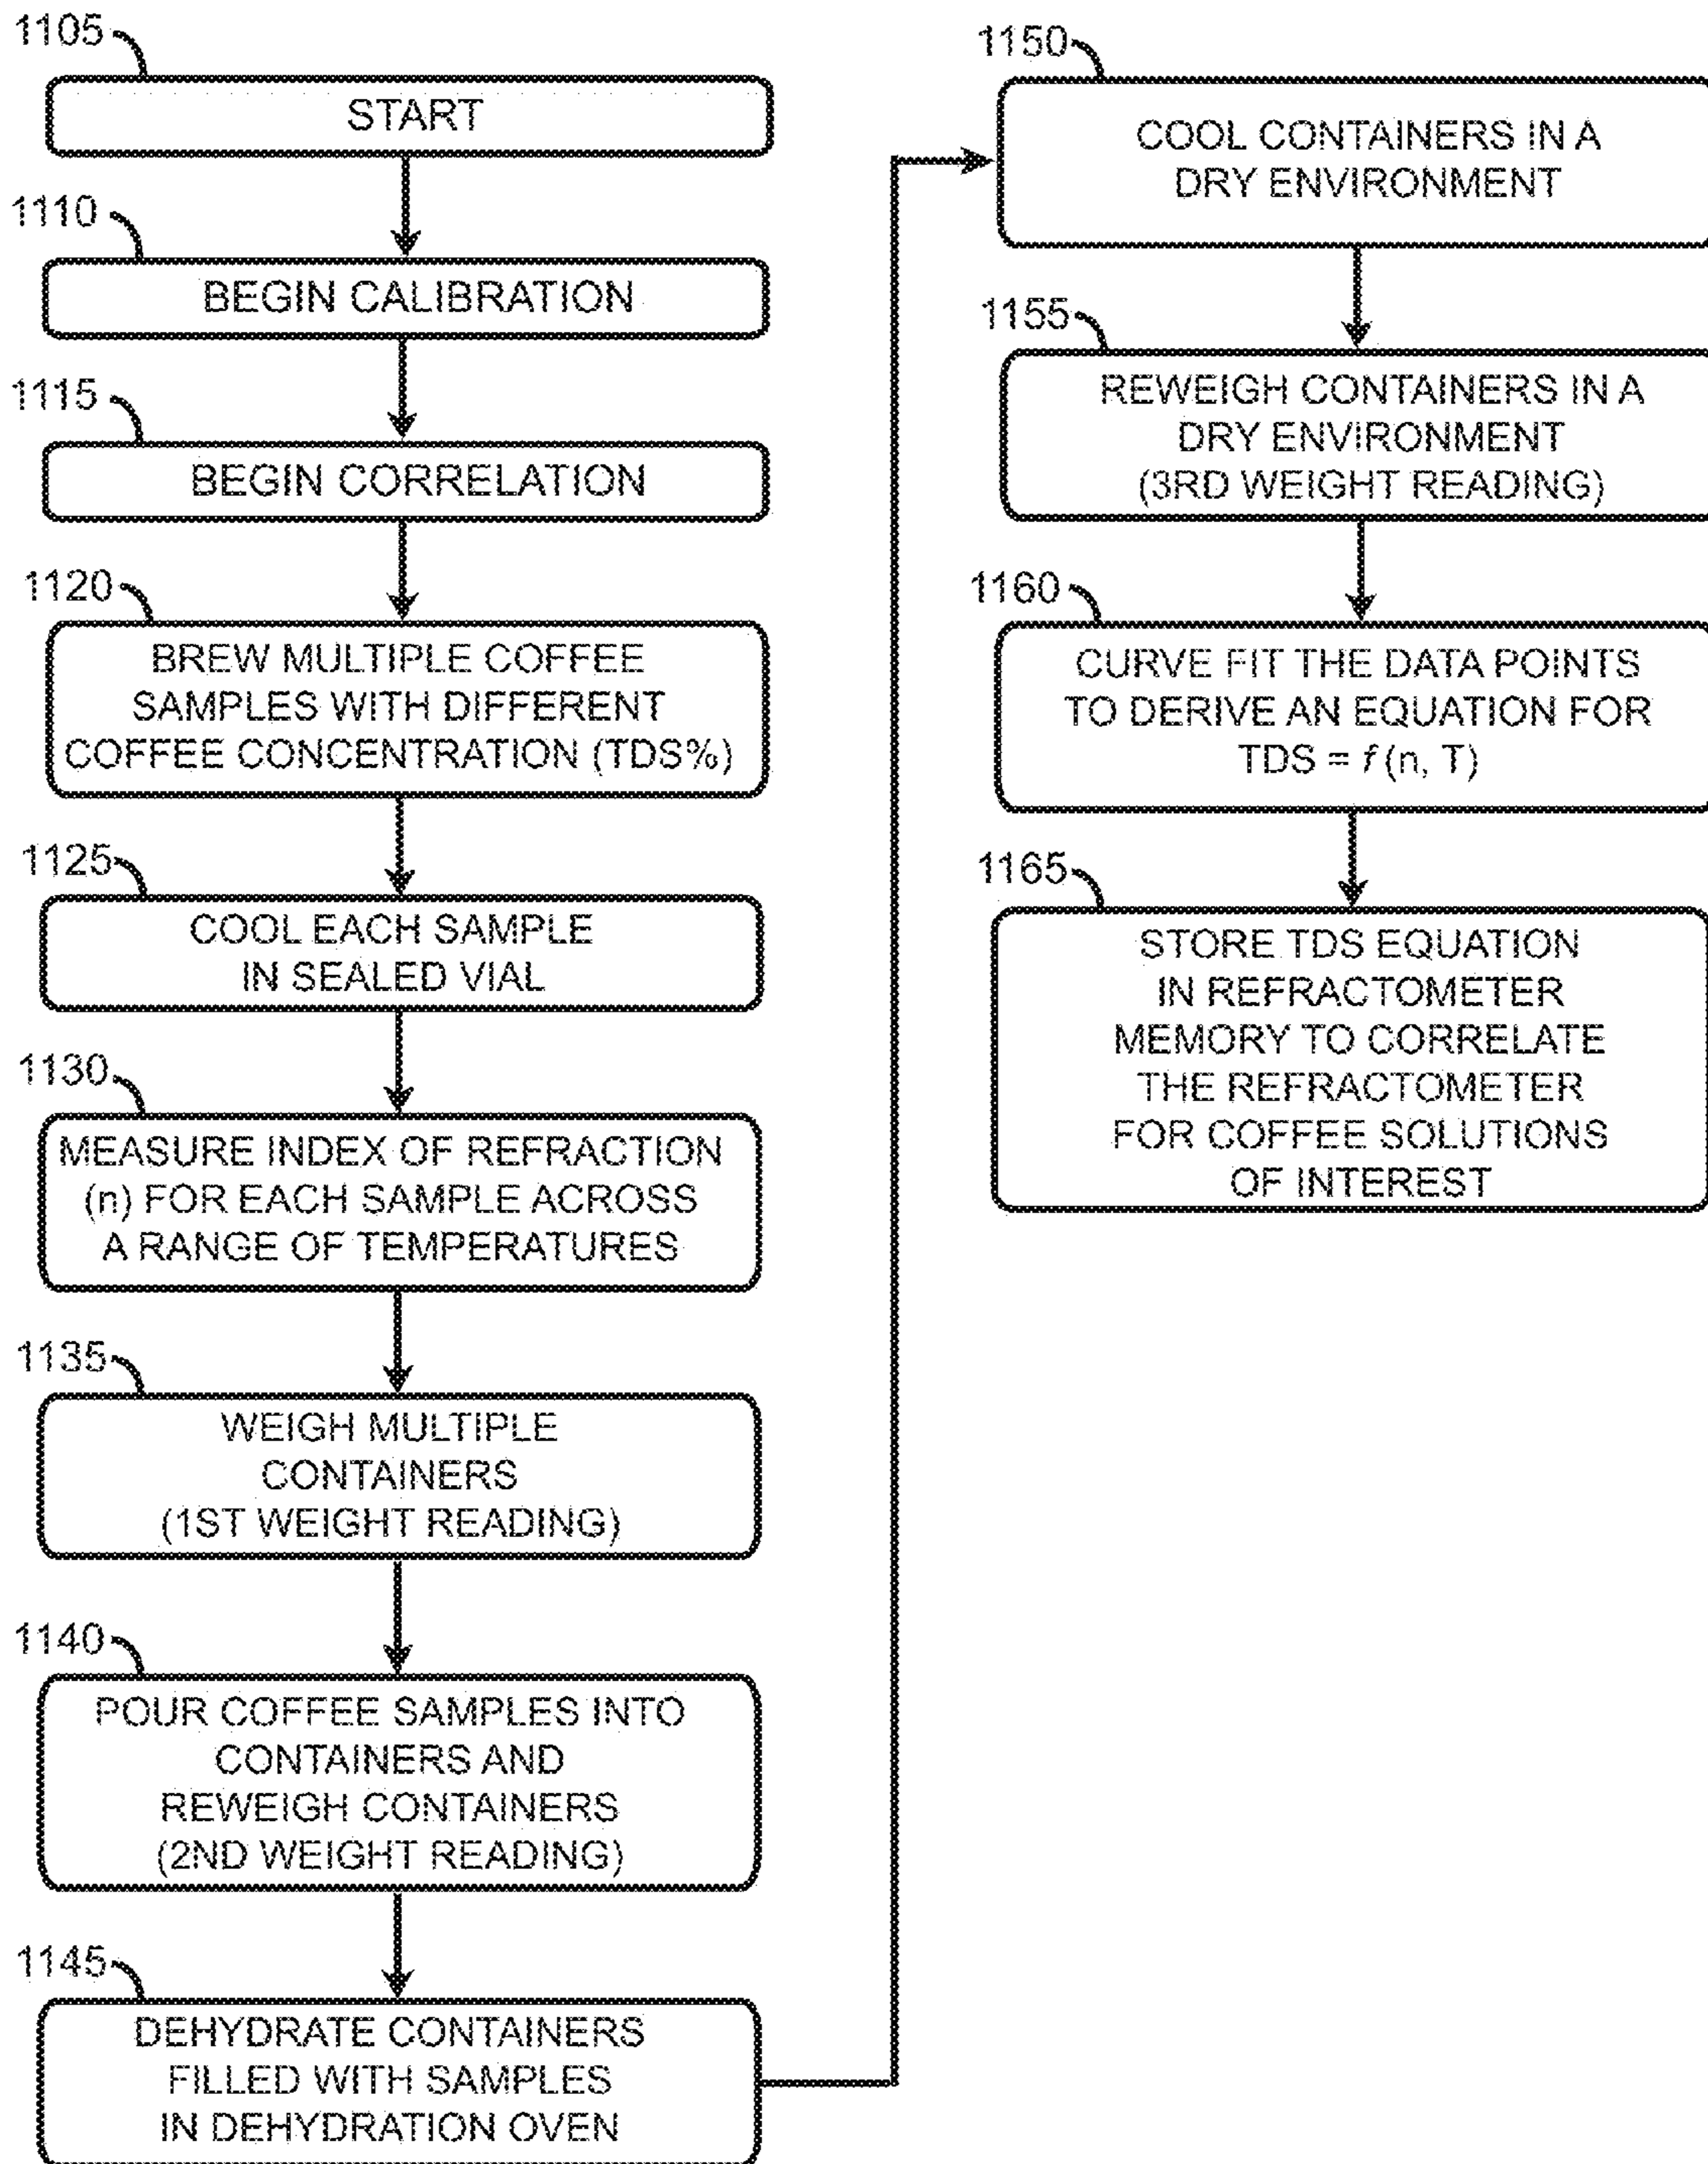 1105
START
1110
BEGIN CALIBRATION
1115
BEGIN CORRELATION
1120
BREW MULTIPLE COFFEE
SAMPLES WITH DIFFERENT
COFFEE CONCENTRATION (TDS%)
1125
COOL EACH SAMPLE
IN SEALED VIAL
1130
MEASURE INDEX OF REFRACTION
(n) FOR EACH SAMPLE ACROSS
A RANGE OF TEMPERATURES
1135
WEIGH MULTIPLE
CONTAINERS
(1ST WEIGHT READING)
1140
POUR COFFEE SAMPLES INTO
CONTAINERS AND
REWEIGH CONTAINERS
(2ND WEIGHT READING)
1145
DEHYDRATE CONTAINERS
FILLED WITH SAMPLES
IN DEHYDRATION OVEN
1150
COOL CONTAINERS IN A
DRY ENVIRONMENT
1155
REWEIGH CONTAINERS IN A
DRY ENVIRONMENT
(3RD WEIGHT READING)
1160
CURVE FIT THE DATA POINTS
TO DERIVE AN EQUATION FOR
TDS = f (n, T)
1165
STORE TDS EQUATION
IN REFRACTOMETER
MEMORY TO CORRELATE
THE REFRACTOMETER
FOR COFFEE SOLUTIONS
OF INTEREST